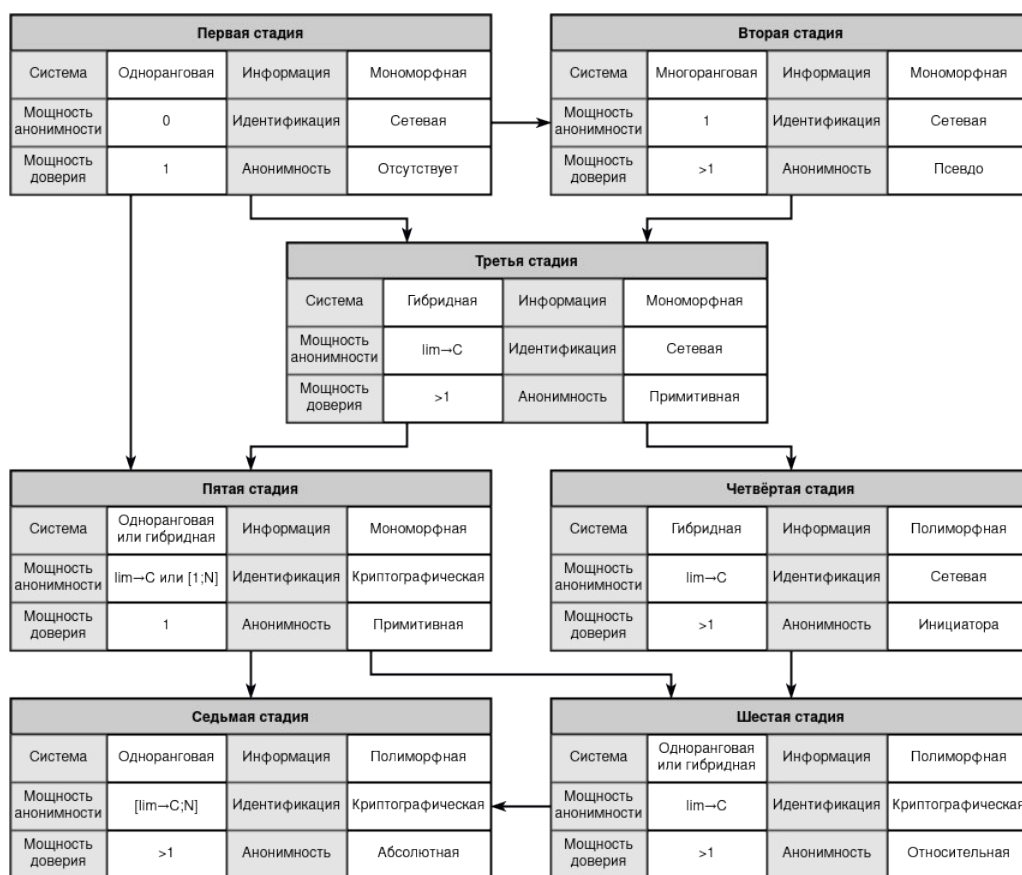 Первая стадия
Система Одноранговая Информация Мономорфная
Мощность анонимности 0 Идентификация Сетевая
Мощность доверия 1 Анонимность Отсутствует
Вторая стадия
Система Многоранговая Информация Мономорфная
Мощность анонимности 1 Идентификация Сетевая
Мощность доверия >1 Анонимность Псевдо
Третья стадия
Система Гибридная Информация Мономорфная
Мощность анонимности lim→C Идентификация Сетевая
Мощность доверия >1 Анонимность Примитивная
Пятая стадия
Система Одноранговая или гибридная Информация Мономорфная
Мощность анонимности lim→C или [1;N] Идентификация Криптографическая
Мощность доверия 1 Анонимность Примитивная
Четвёртая стадия
Система Гибридная Информация Полиморфная
Мощность анонимности lim→C Идентификация Сетевая
Мощность доверия >1 Анонимность Инициатора
Седьмая стадия
Система Одноранговая Информация Полиморфная
Мощность анонимности [lim→C;N] Идентификация Криптографическая
Мощность доверия >1 Анонимность Абсолютная
Шестая стадия
Система Одноранговая или гибридная Информация Полиморфная
Мощность анонимности lim→C Идентификация Криптографическая
Мощность доверия >1 Анонимность Относительная